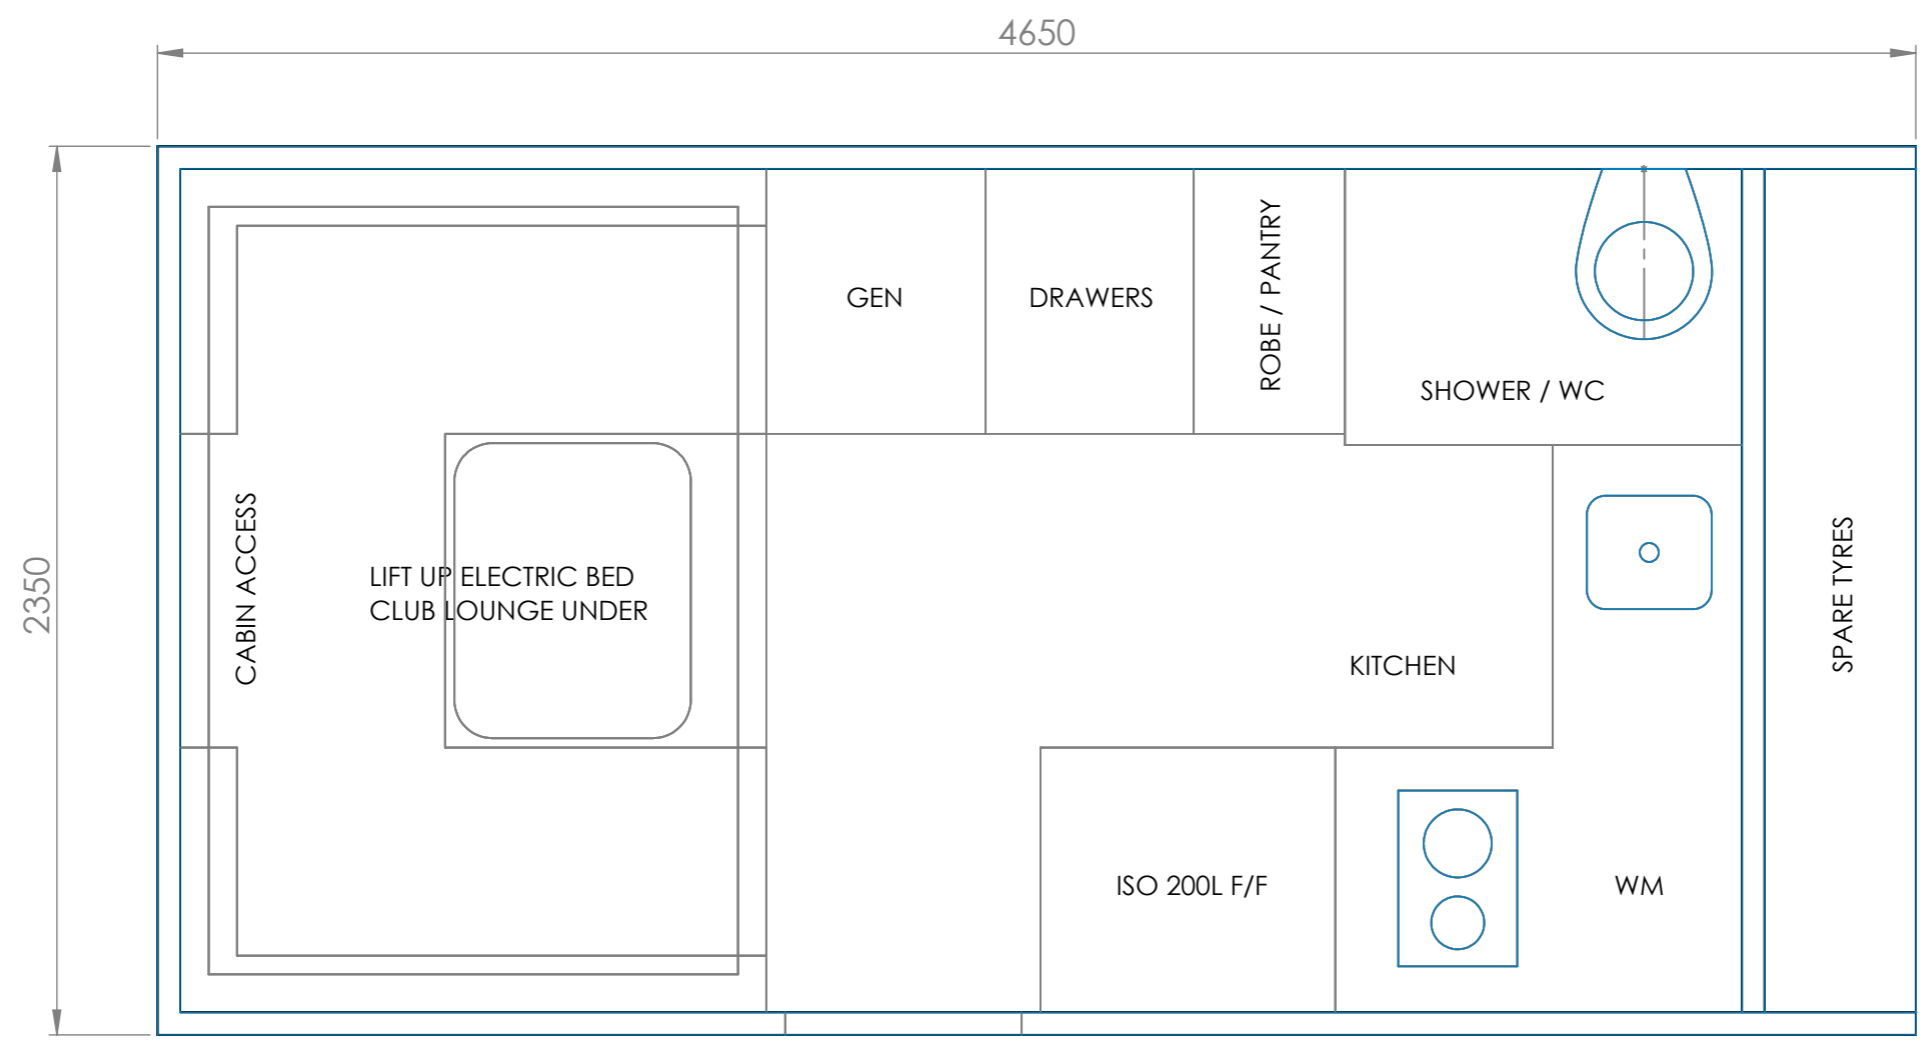 4650
2350
GEN
DRAWERS
ROBE / PANTRY
SHOWER / WC
CABIN ACCESS
LIFT UP ELECTRIC BED
CLUB LOUNGE UNDER
KITCHEN
SPARE TYRES
ISO 200L F/F
WM